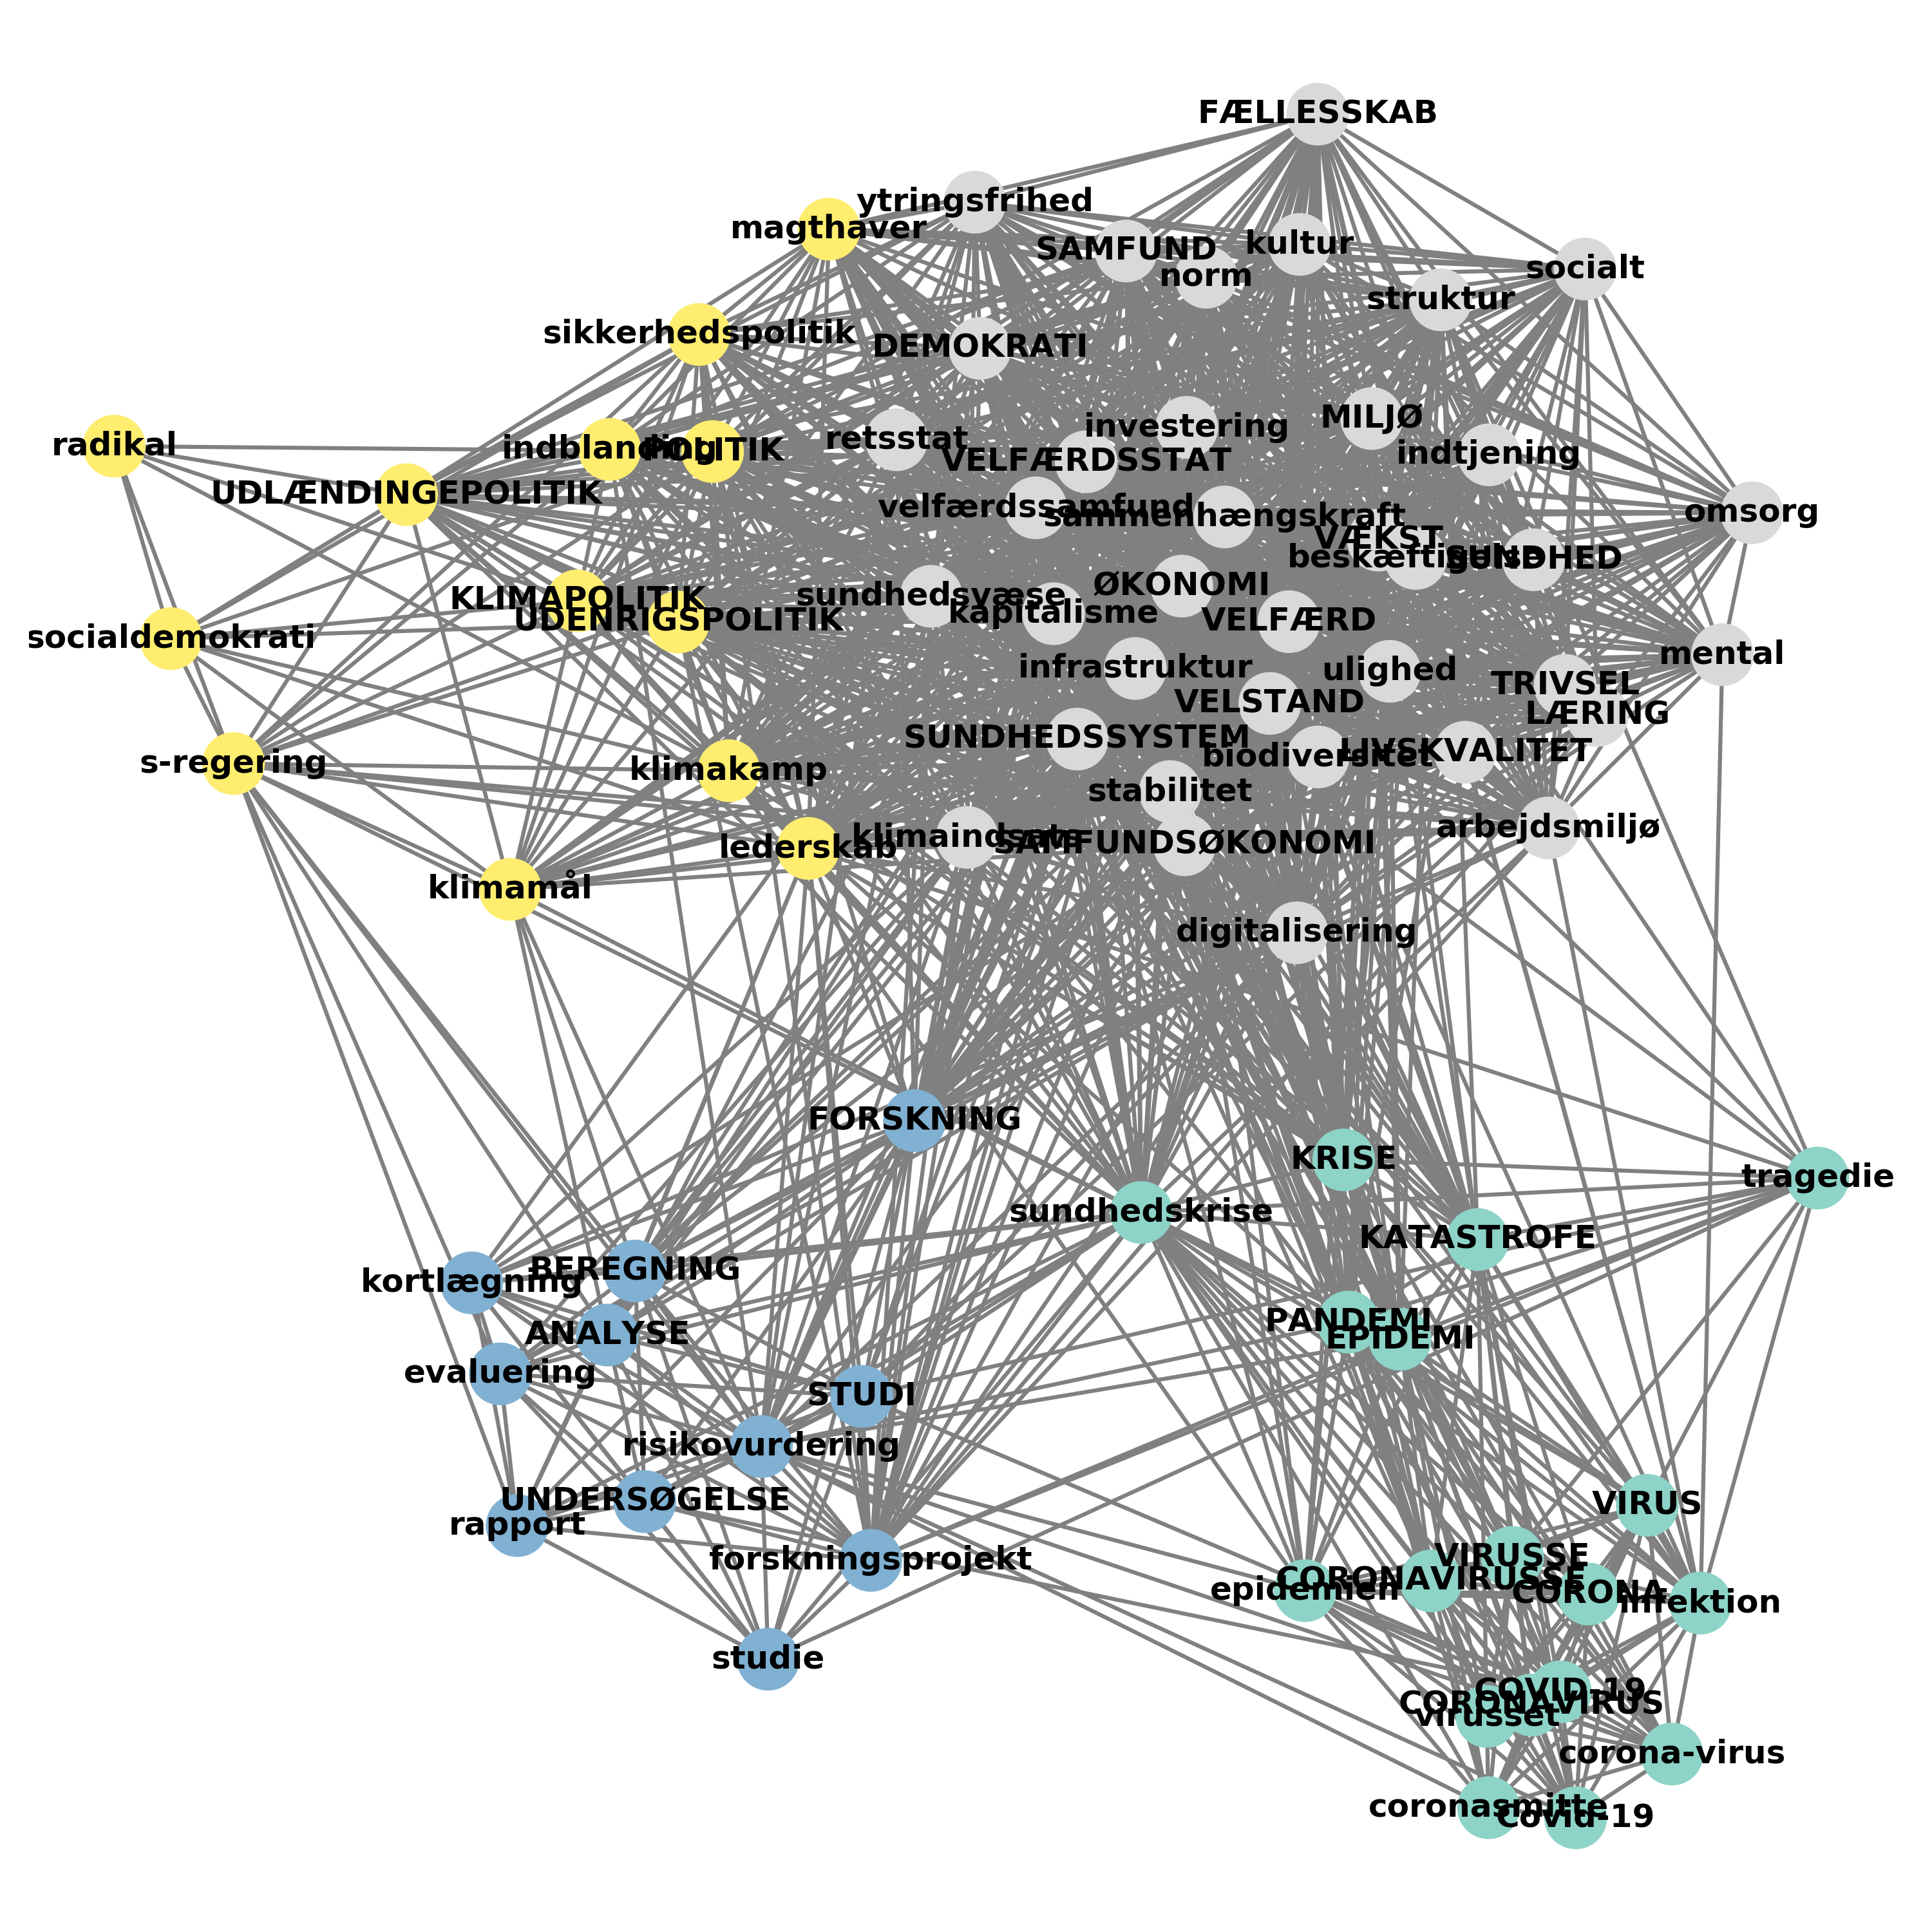 FÆLLESSKAB
ytringsfrihed
magthaver
SAMFUND
kultur
norm
socialt
struktur
sikkerhedspolitik
DEMOKRATI
MILJØ
investering
retsstat
radikal
indblanding
POLITIK
indtjening
VELFÆRDSSTAT
UDLÆNDINGEPOLITIK
velfærdssamfund
sammenhængskraft
omsorg
VÆKST
beskæftigelse
SUNDHED
ØKONOMI
sundhedsvæse
KLIMAPOLITIK
kapitalisme
UDENRIGSPOLITIK
VELFÆRD
socialdemokrati
mental
infrastruktur
ulighed
TRIVSEL
VELSTAND
LÆRING
SUNDHEDSSYSTEM
LIVSKVALITET
biodiversitet
s-regering
klimakamp
stabilitet
arbejdsmiljø
klimaindsats
SAMFUNDSØKONOMI
lederskab
klimamål
digitalisering
FORSKNING
KRISE
tragedie
sundhedskrise
KATASTROFE
BEREGNING
kortlægning
PANDEMI
ANALYSE
EPIDEMI
evaluering
STUDI
risikovurdering
UNDERSØGELSE
VIRUS
rapport
VIRUSSE
forskningsprojekt
CORONAVIRUSSE
epidemien
CORONA
infektion
studie
COVID-19
CORONAVIRUS
virusset
corona-virus
coronasmitte
Covid-19